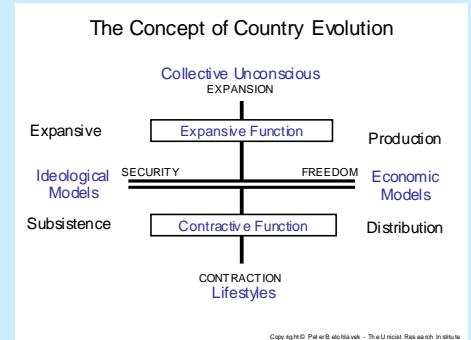 The Concept of Country Evolution
Collective Unconscious
EXPANSION
Expansive
Expansive Function
Production
Ideological
Models
SECURITY
FREEDOM
Economic
Models
Subsistence
Contractive Function
Distribution
CONTRACTION
Lifestyles
Copyright© Peter Belohlavek - The Unicist Research Institute